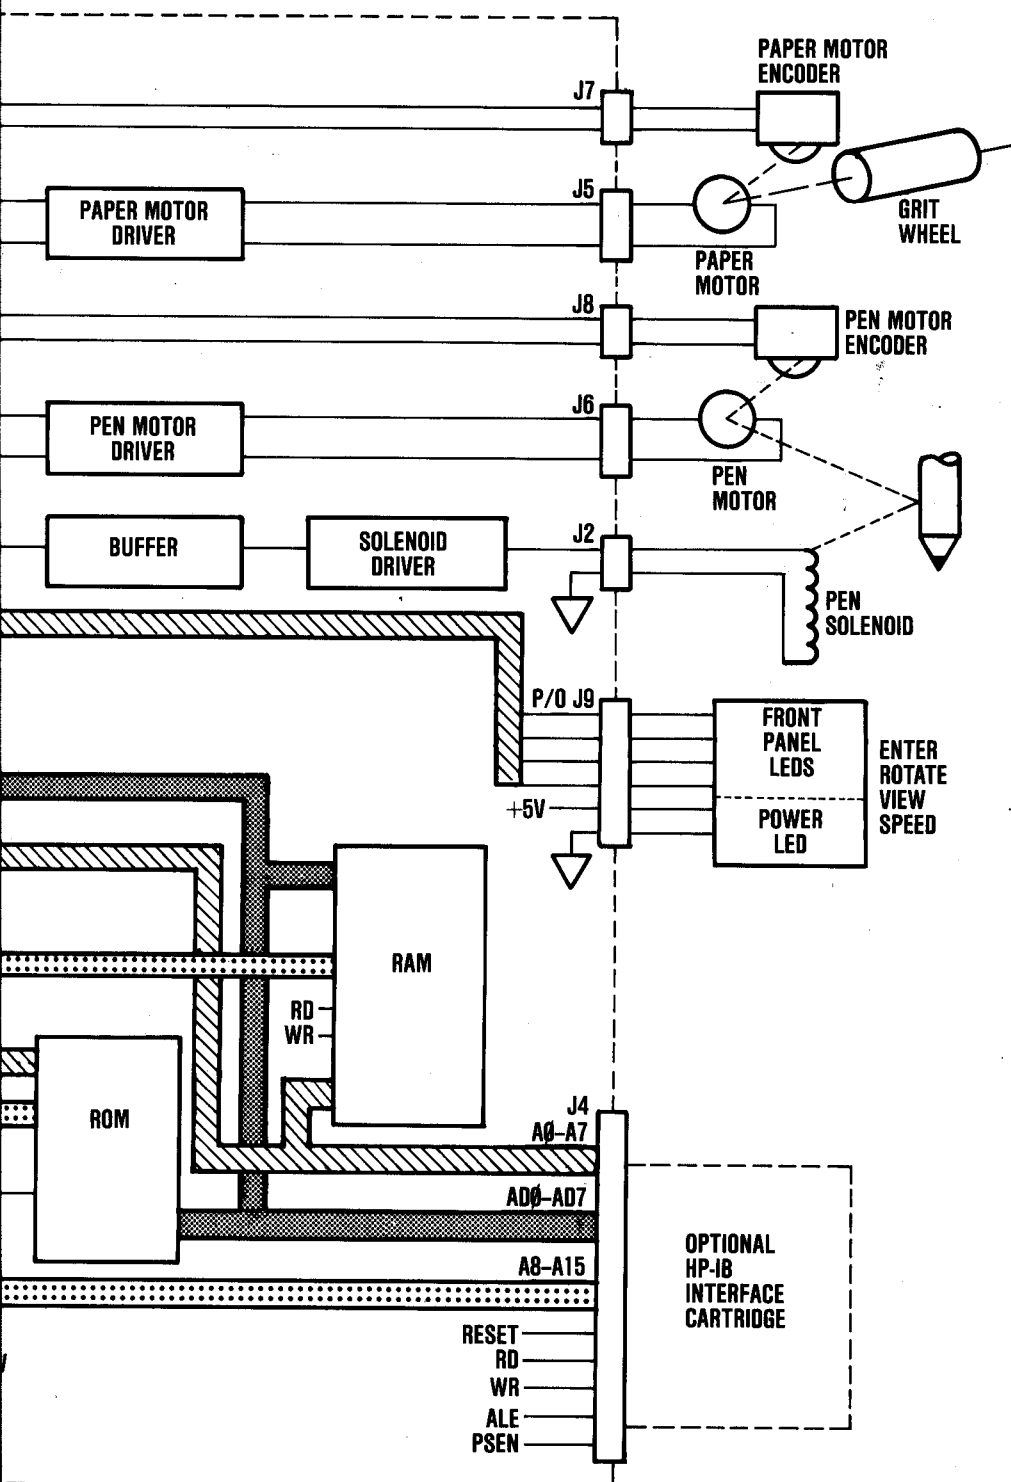 PAPER MOTOR
ENCODER
J7
J5
PAPER MOTOR
DRIVER
GRIT
WHEEL
PAPER
MOTOR
J8
PEN MOTOR
ENCODER
J6
PEN MOTOR
DRIVER
PEN
MOTOR
BUFFER
SOLENOID
DRIVER
J2
PEN
SOLENOID
P/O J9
FRONT
PANEL
LEDS
ENTER
ROTATE
VIEW
SPEED
+5V
POWER
LED
RAM
RD
WR
ROM
J4
AØ-A7
ADØ-AD7
A8-A15
OPTIONAL
HP-IB
INTERFACE
CARTRIDGE
RESET
RD
WR
ALE
PSEN